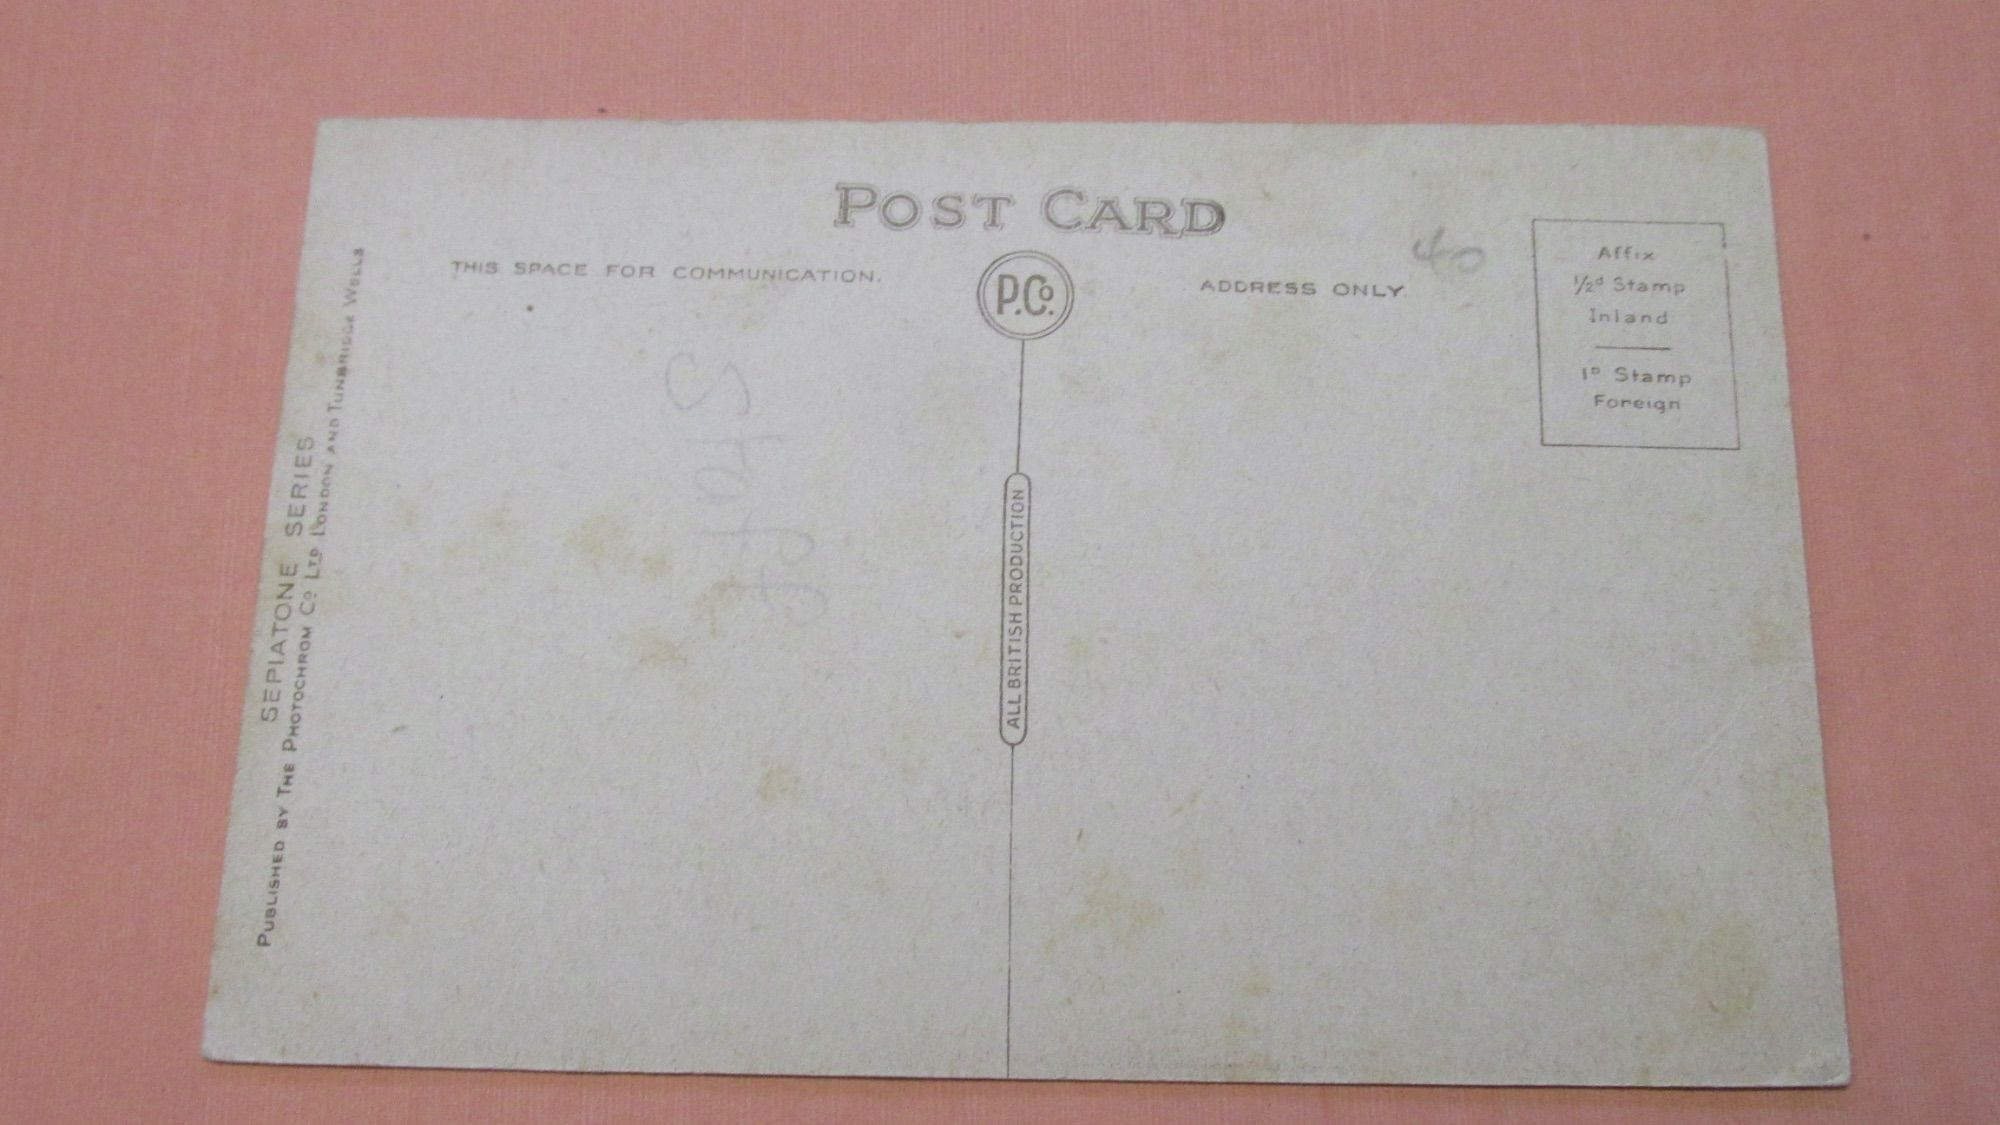 POST CARD
THIS SPACE FOR COMMUNICATION.
P.Co.
ADDRESS ONLY
40
Affix
1/2d Stamp
Inland
1D Stamp
Foreign
ALL BRITISH PRODUCTION
SEPIATONE SERIES
PUBLISHED BY THE PHOTOCHROM Co LTD LONDON AND TUNBRIDGE WELLS